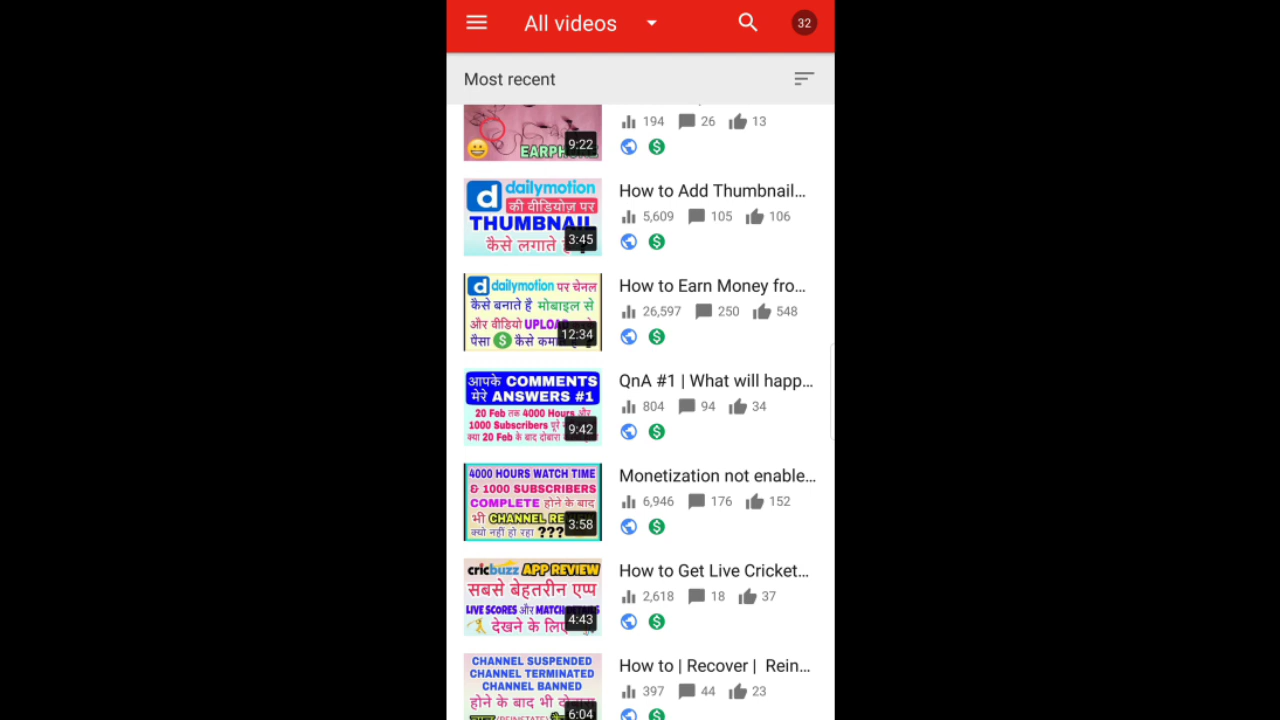 All videos
32
Most recent
194 26 13
9:22
dailymotion
की वीडियोज़ पर
THUMBNAIL
कैसे लगाते
3:45
How to Add Thumbnail...
5,609 105 106
dailymotion पर चेनल
कैसे बनाते है मोबाइल से
और वीडियो
पैसा $ कैसे
12:34
How to Earn Money fro...
26,597 250 548
आपके COMMENTS
मेरे ANSWERS #1
20 Feb तक 4000 Hours और
1000 Subscribers पूरे
क्या 20 Feb के बाद दोबारा
9:42
QnA #1 | What will happ...
804 94 34
4000 HOURS WATCH TIME
& 1000 SUBSCRIBERS
COMPLETE होने के बाद
भी CHANNEL
क्यो नहीं हो रहा ???
3:58
Monetization not enable...
6,946 176 152
cricbuzz APP REVIEW
सबसे बेहतरीन एप्प
LIVE SCORES और
देखने के लिए
4:43
How to Get Live Cricket...
2,618 18 37
CHANNEL SUSPENDED
CHANNEL TERMINATED
CHANNEL BANNED
होने के बाद भी
6:04
How to | Recover | Rein...
397 44 23